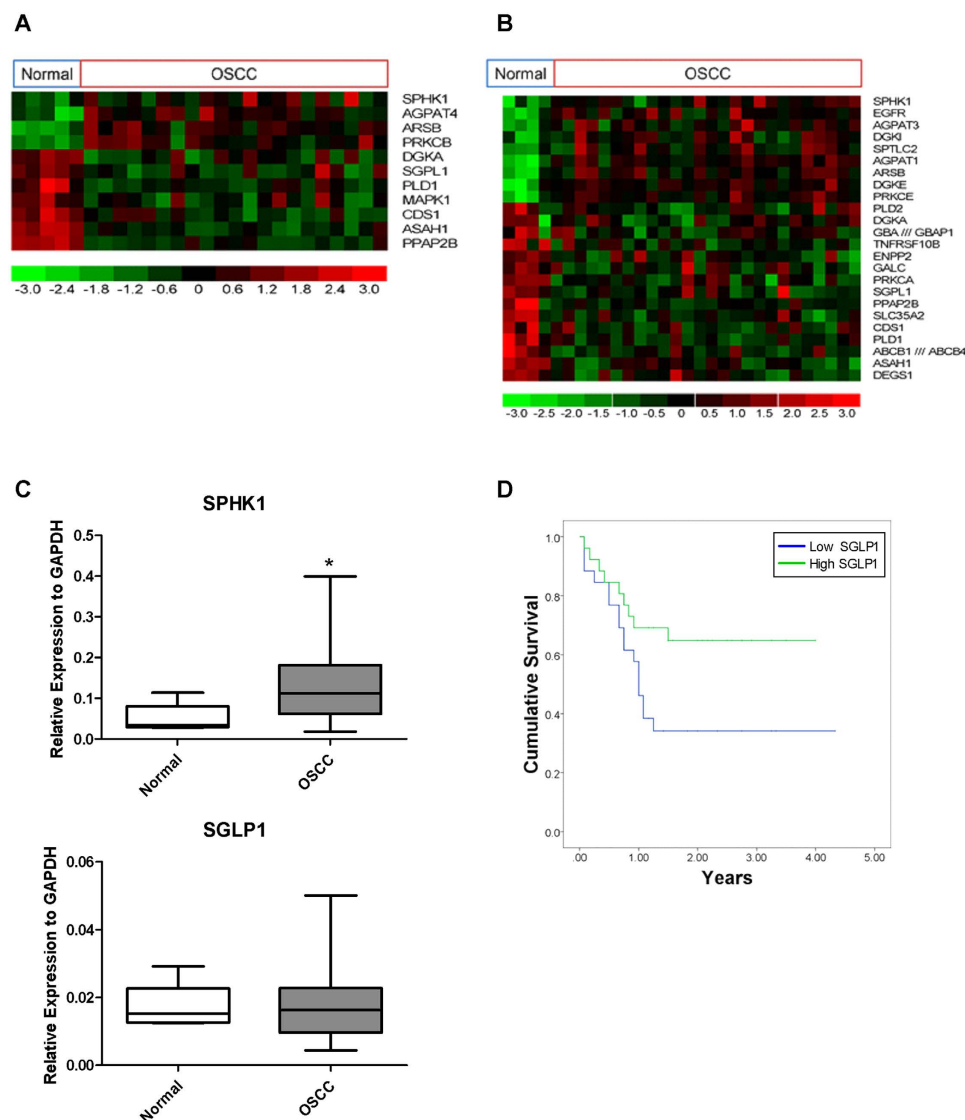 A
Normal OSCC
SPHK1
AGPAT4
ARSB
PRKCB
DGKA
SGPL1
PLD1
MAPK1
CDS1
ASAH1
PPAP2B
-3.0 -2.4 -1.8 -1.2 -0.6 0 0.6 1.2 1.8 2.4 3.0
B
Normal OSCC
SPHK1
EGFR
AGPAT3
DGKI
SPTLC2
AGPAT1
ARSB
DGKE
PRKCE
PLD2
DGKA
GBA /// GBAP1
TNFRSF10B
ENPP2
GALC
PRKCA
SGPL1
PPAP2B
SLC35A2
CDS1
PLD1
ABCB1 /// ABCB4
ASAH1
DEGS1
-3.0 -2.5 -2.0 -1.5 -1.0 -0.5 0 0.5 1.0 1.5 2.0 2.5 3.0
C
SPHK1
Relative Expression to GAPDH
0.5
0.4
0.3
0.2
0.1
0.0
*
Normal OSCC
SGLP1
Relative Expression to GAPDH
0.06
0.04
0.02
0.00
Normal OSCC
D
Low SGLP1
High SGLP1
Cumulative Survival
1.0
0.8
0.6
0.4
0.2
0.0
.00 1.00 2.00 3.00 4.00 5.00
Years